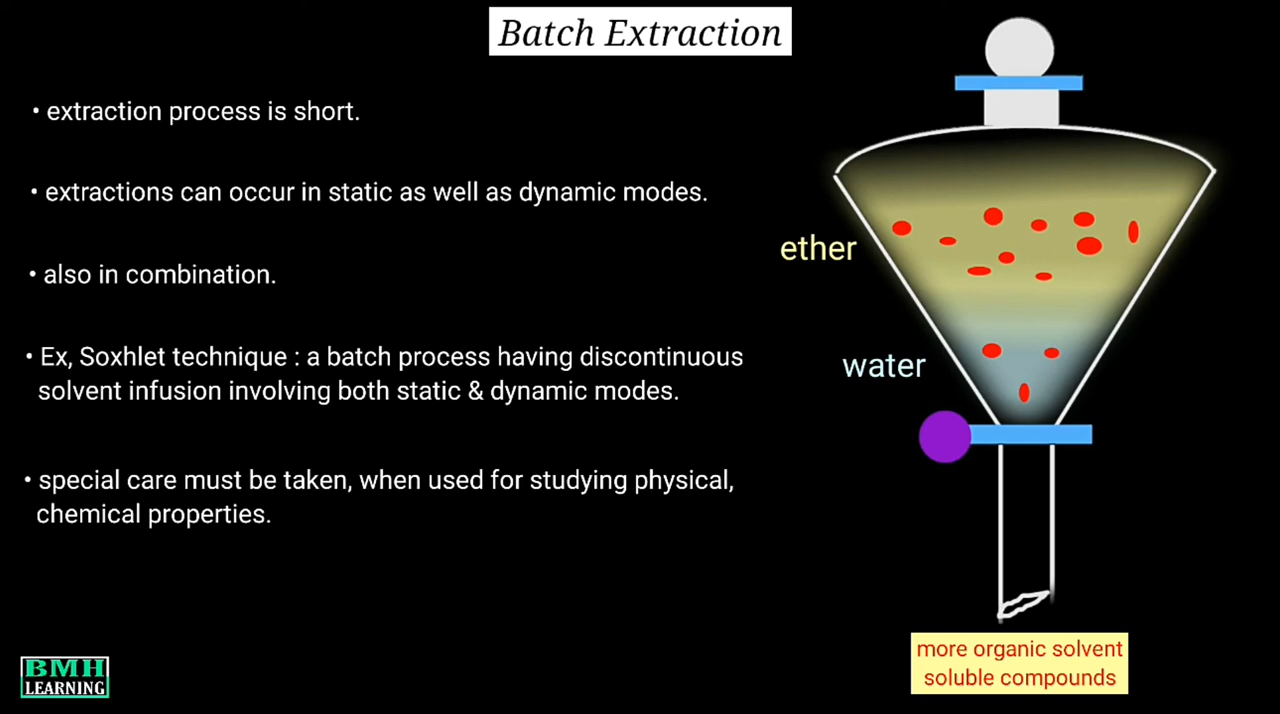 Batch Extraction
• extraction process is short.
• extractions can occur in static as well as dynamic modes.
• also in combination.
• Ex, Soxhlet technique : a batch process having discontinuous
solvent infusion involving both static & dynamic modes.
• special care must be taken, when used for studying physical,
chemical properties.
ether
water
more organic solvent
soluble compounds
BMH
LEARNING